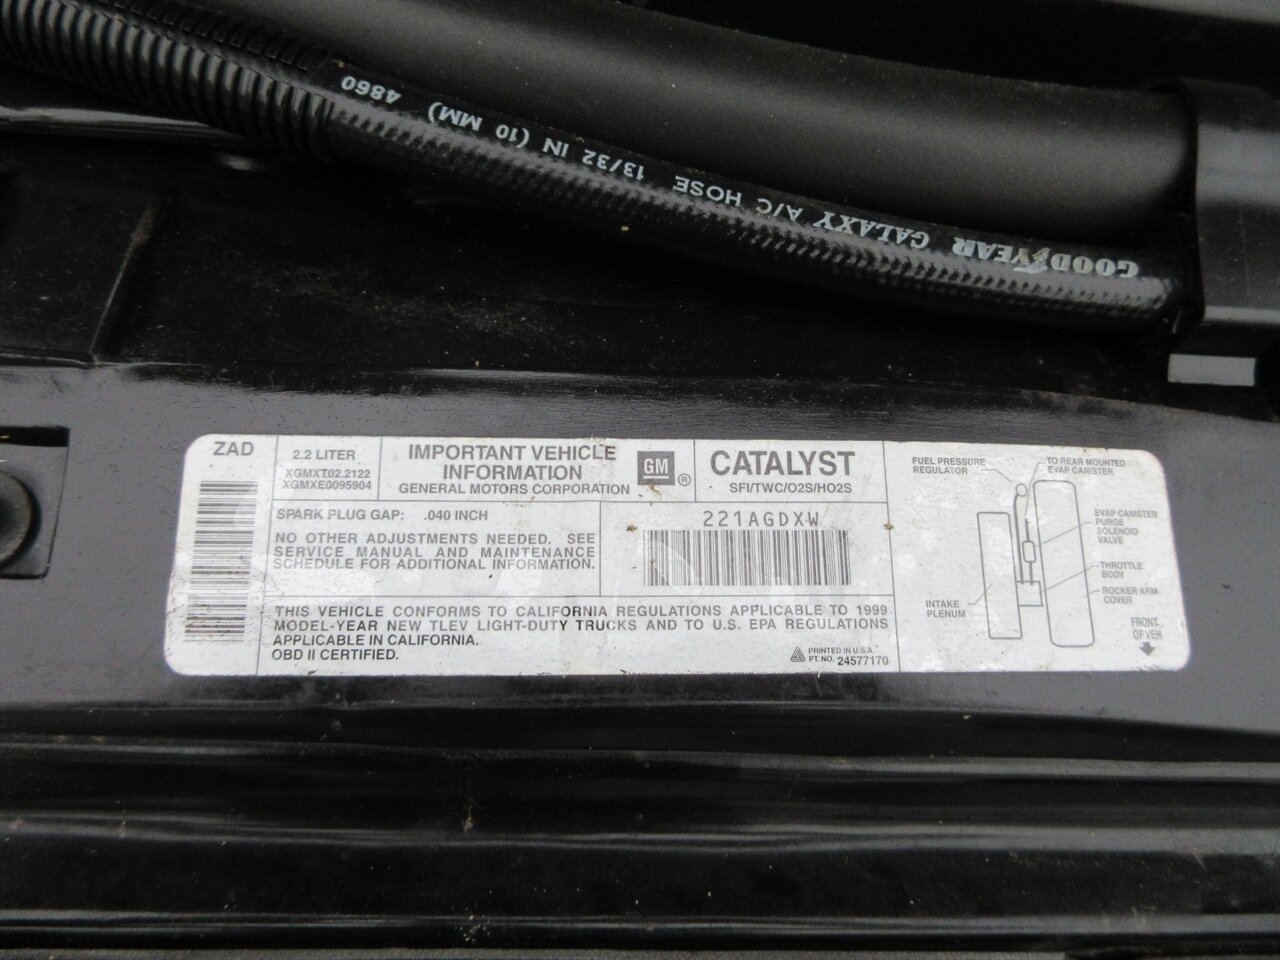 GOODYEAR GALAXY A/C HOSE 13/32 IN (10 MM) 4860
ZAD
2.2 LITER
XGMXT02.2122
XGMXE0095904
IMPORTANT VEHICLE
INFORMATION
GENERAL MOTORS CORPORATION
GM ®
CATALYST
SFI/TWC/O2S/HO2S
SPARK PLUG GAP: .040 INCH
NO OTHER ADJUSTMENTS NEEDED. SEE
SERVICE MANUAL AND MAINTENANCE
SCHEDULE FOR ADDITIONAL INFORMATION.
221AGDXW
THIS VEHICLE CONFORMS TO CALIFORNIA REGULATIONS APPLICABLE TO 1999
MODEL-YEAR NEW TLEV LIGHT-DUTY TRUCKS AND TO U.S. EPA REGULATIONS
APPLICABLE IN CALIFORNIA.
OBD II CERTIFIED.
PRINTED IN U.S.A.
PT. NO. 24577170
FUEL PRESSURE
REGULATOR
TO REAR MOUNTED
EVAP CANISTER
EVAP CANISTER
PURGE
SOLENOID
VALVE
THROTTLE
BODY
ROCKER ARM
COVER
INTAKE
PLENUM
FRONT
OF VEH